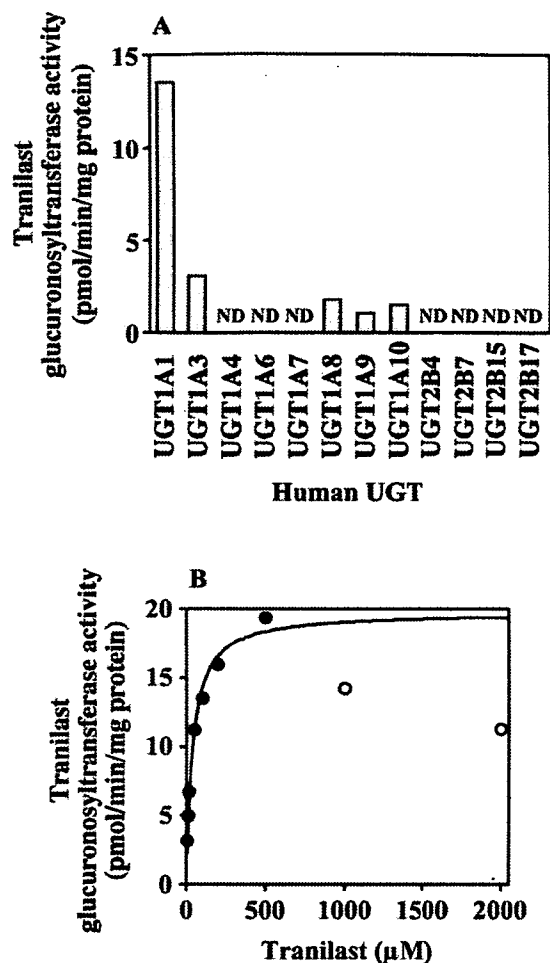 A
Tranilast
glucuronosyltransferase activity
(pmol/min/mg protein)
15
10
5
0
ND ND ND ND ND ND ND
UGT1A1
UGT1A3
UGT1A4
UGT1A6
UGT1A7
UGT1A8
UGT1A9
UGT1A10
UGT2B4
UGT2B7
UGT2B15
UGT2B17
Human UGT
B
Tranilast
glucuronosyltransferase activity
(pmol/min/mg protein)
20
15
10
5
0
0 500 1000 1500 2000
Tranilast (μM)